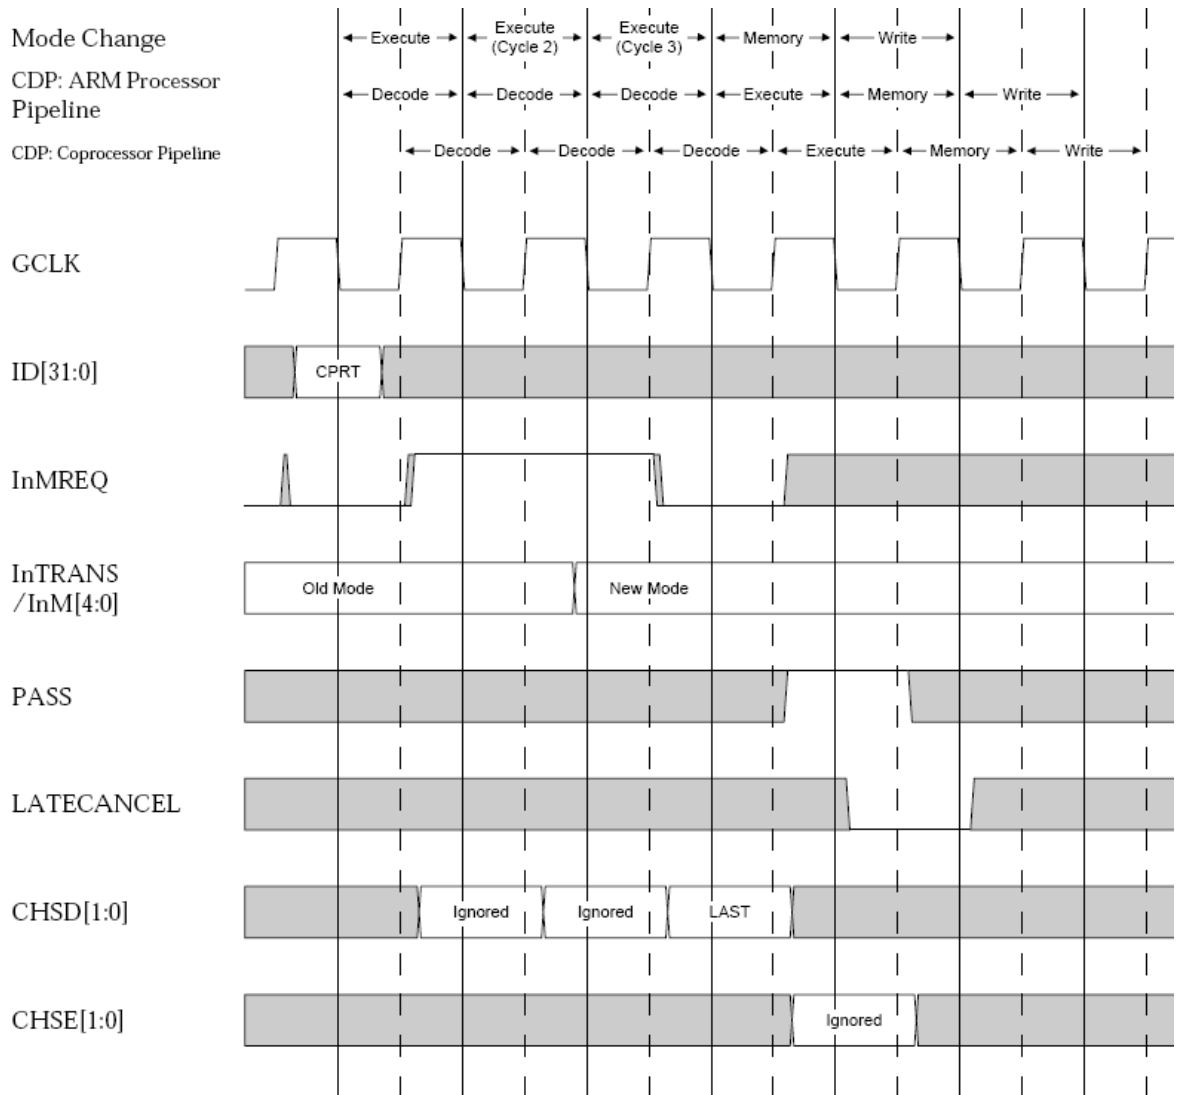 Mode Change
Execute
Execute
(Cycle 2)
Execute
(Cycle 3)
Memory
Write
CDP: ARM Processor
Pipeline
Decode
Decode
Decode
Execute
Memory
Write
CDP: Coprocessor Pipeline
Decode
Decode
Decode
Execute
Memory
Write
GCLK
ID[31:0]
CPRT
InMREQ
InTRANS
/InM[4:0]
Old Mode
New Mode
PASS
LATECANCEL
CHSD[1:0]
Ignored
Ignored
LAST
CHSE[1:0]
Ignored